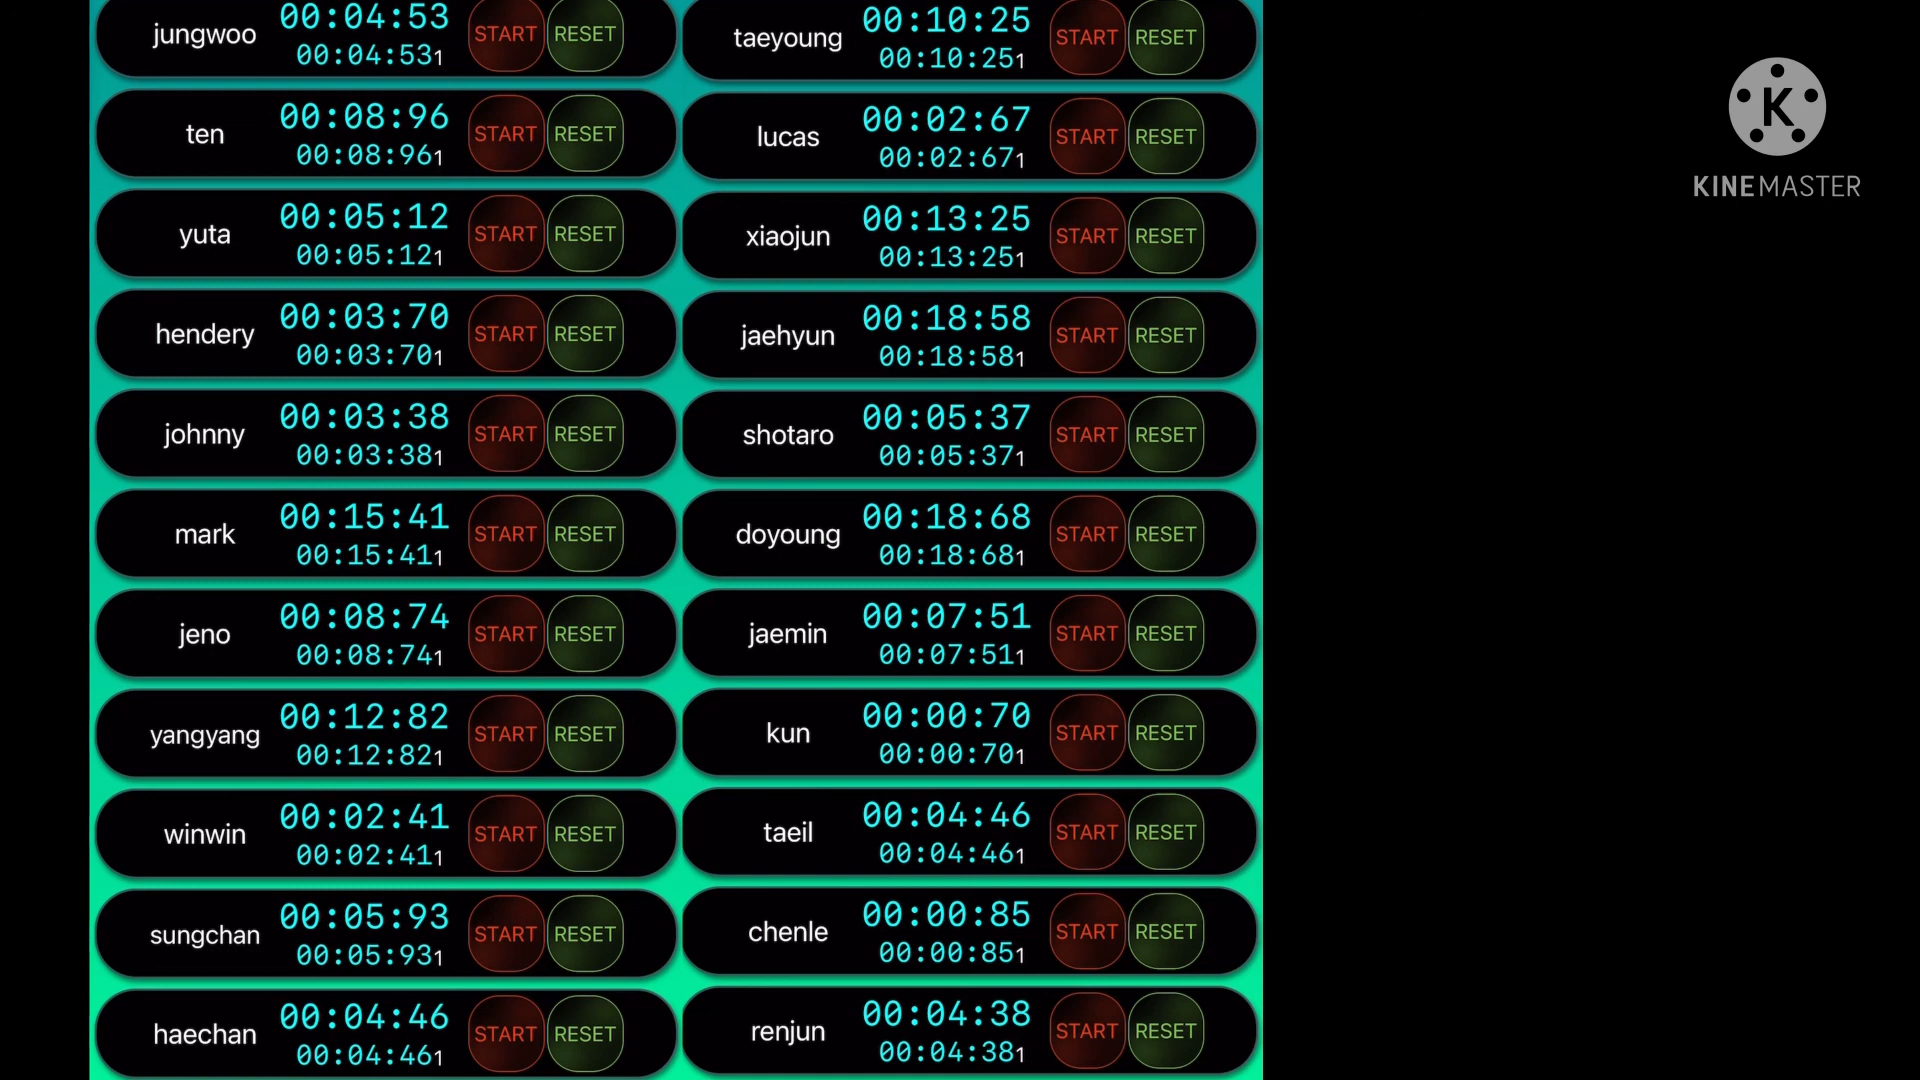 jungwoo 00:04:53 START RESET
00:04:531
ten 00:08:96 START RESET
00:08:961
yuta 00:05:12 START RESET
00:05:121
hendery 00:03:70 START RESET
00:03:701
johnny 00:03:38 START RESET
00:03:381
mark 00:15:41 START RESET
00:15:411
jeno 00:08:74 START RESET
00:08:741
yangyang 00:12:82 START RESET
00:12:821
winwin 00:02:41 START RESET
00:02:411
sungchan 00:05:93 START RESET
00:05:931
haechan 00:04:46 START RESET
00:04:461
taeyoung 00:10:25 START RESET
00:10:251
lucas 00:02:67 START RESET
00:02:671
xiaojun 00:13:25 START RESET
00:13:251
jaehyun 00:18:58 START RESET
00:18:581
shotaro 00:05:37 START RESET
00:05:371
doyoung 00:18:68 START RESET
00:18:681
jaemin 00:07:51 START RESET
00:07:511
kun 00:00:70 START RESET
00:00:701
taeil 00:04:46 START RESET
00:04:461
chenle 00:00:85 START RESET
00:00:851
renjun 00:04:38 START RESET
00:04:381
K
KINEMASTER